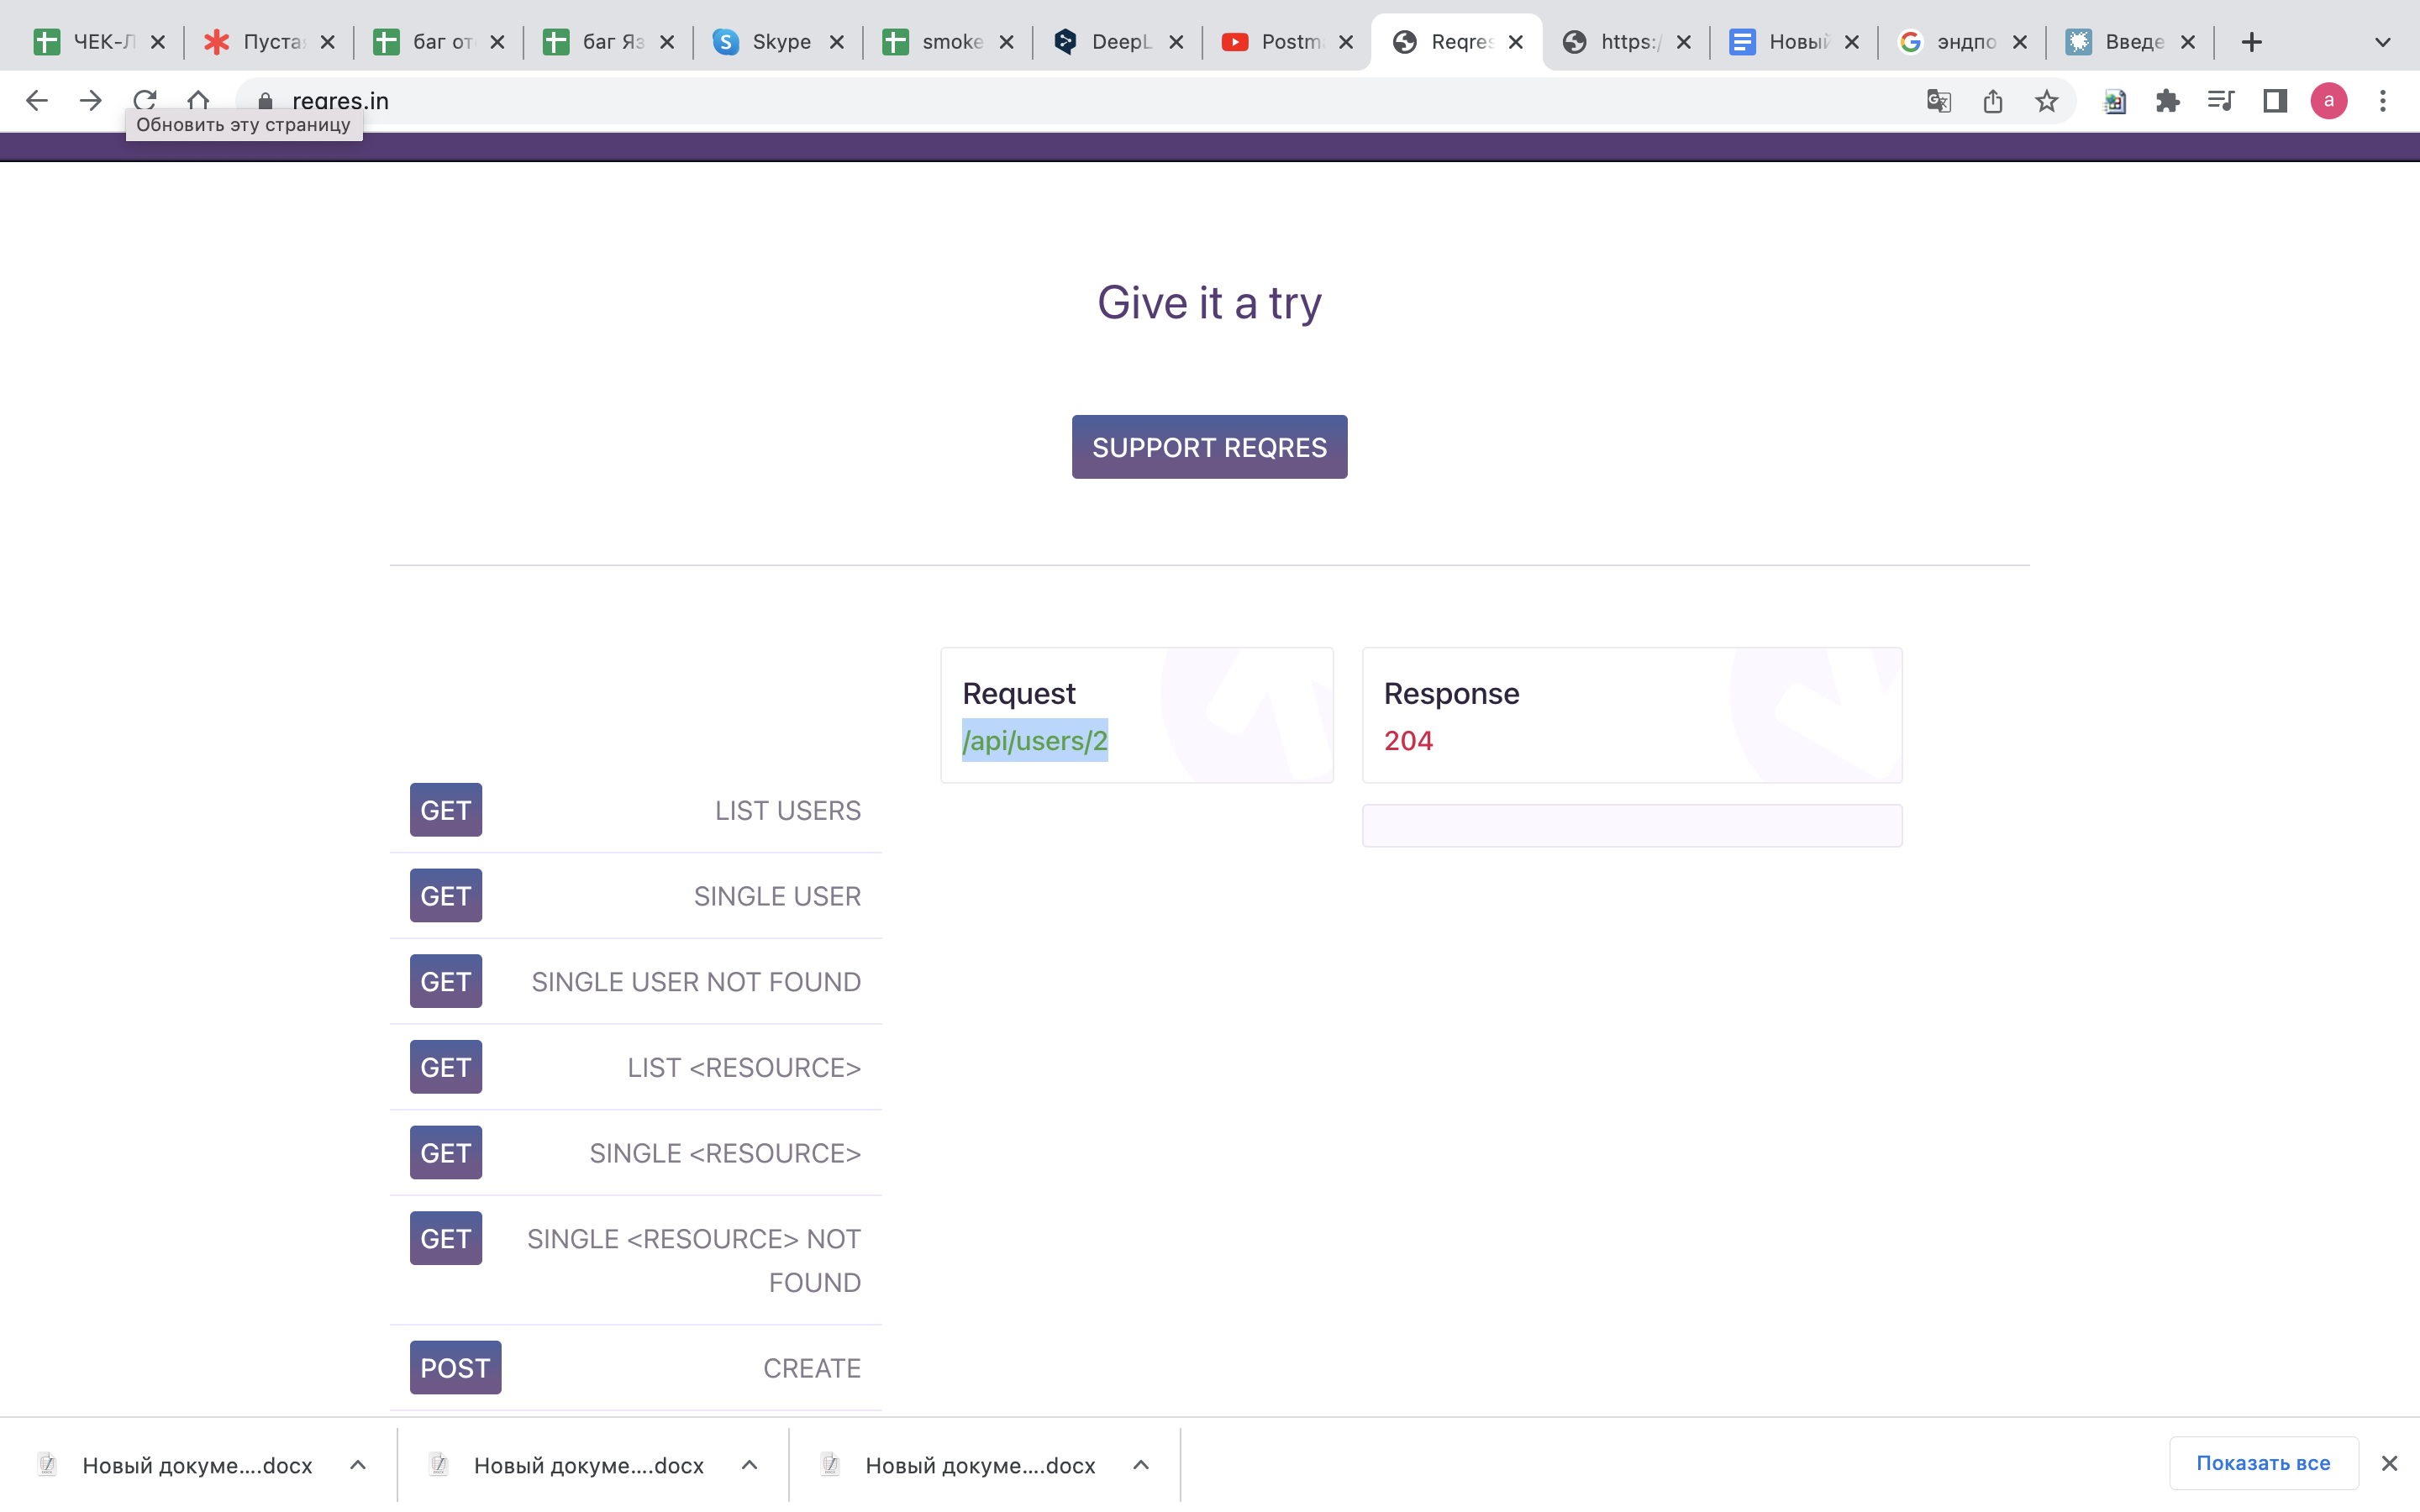 ЧЕК-Л
Пуста
баг от
баг Яз
Skype
smoke
DeepL
Postm
Reqres
https:/
Новый
эндпо
Введе
reqres.in
a
Обновить эту страницу
Give it a try
SUPPORT REQRES
Request
/api/users/2
Response
204
GET LIST USERS
GET SINGLE USER
GET SINGLE USER NOT FOUND
GET LIST <RESOURCE>
GET SINGLE <RESOURCE>
GET SINGLE <RESOURCE> NOT
FOUND
POST CREATE
Новый докуме....docx
Новый докуме....docx
Новый докуме....docx
Показать все